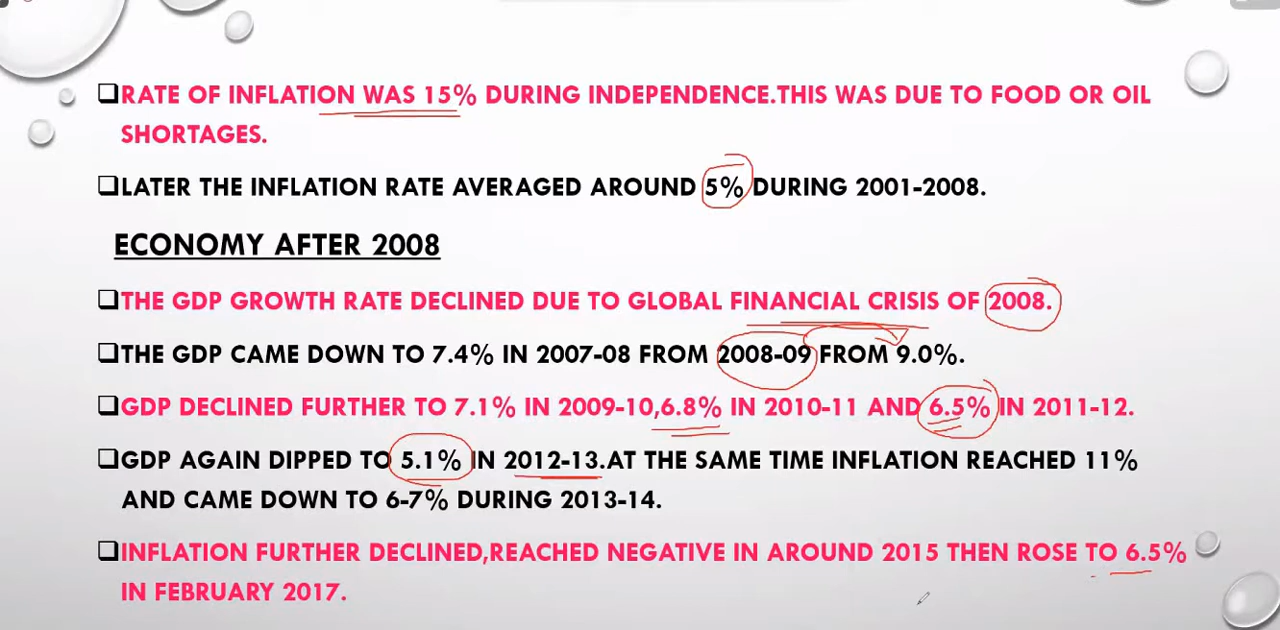 ❑RATE OF INFLATION WAS 15% DURING INDEPENDENCE.THIS WAS DUE TO FOOD OR OIL
SHORTAGES.
❑LATER THE INFLATION RATE AVERAGED AROUND 5% DURING 2001-2008.
ECONOMY AFTER 2008
❑THE GDP GROWTH RATE DECLINED DUE TO GLOBAL FINANCIAL CRISIS OF 2008.
❑THE GDP CAME DOWN TO 7.4% IN 2007-08 FROM 2008-09 FROM 9.0%.
❑GDP DECLINED FURTHER TO 7.1% IN 2009-10,6.8% IN 2010-11 AND 6.5% IN 2011-12.
❑GDP AGAIN DIPPED TO 5.1% IN 2012-13.AT THE SAME TIME INFLATION REACHED 11%
AND CAME DOWN TO 6-7% DURING 2013-14.
❑INFLATION FURTHER DECLINED,REACHED NEGATIVE IN AROUND 2015 THEN ROSE TO 6.5%
IN FEBRUARY 2017.